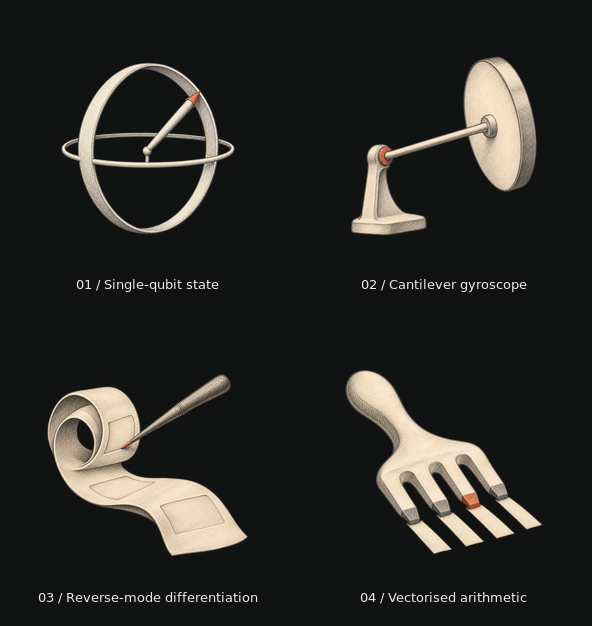 01 / Single-qubit state
02 / Cantilever gyroscope
03 / Reverse-mode differentiation
04 / Vectorised arithmetic